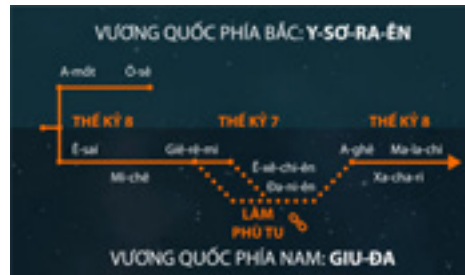 VƯƠNG QUỐC PHÍA BẮC: Y-SƠ-RA-ÊN
A-mốt Ô-sê
THẾ KỶ 8 THẾ KỶ 7 THẾ KỶ 8
Ê-sai Giê-rê-mi A-ghê Ma-la-chi
Mi-chê Ê-xê-chi-ên Xa-cha-ri
Đa-ni-ên
LÀM
PHU TÙ
VƯƠNG QUỐC PHÍA NAM: GIU-ĐA